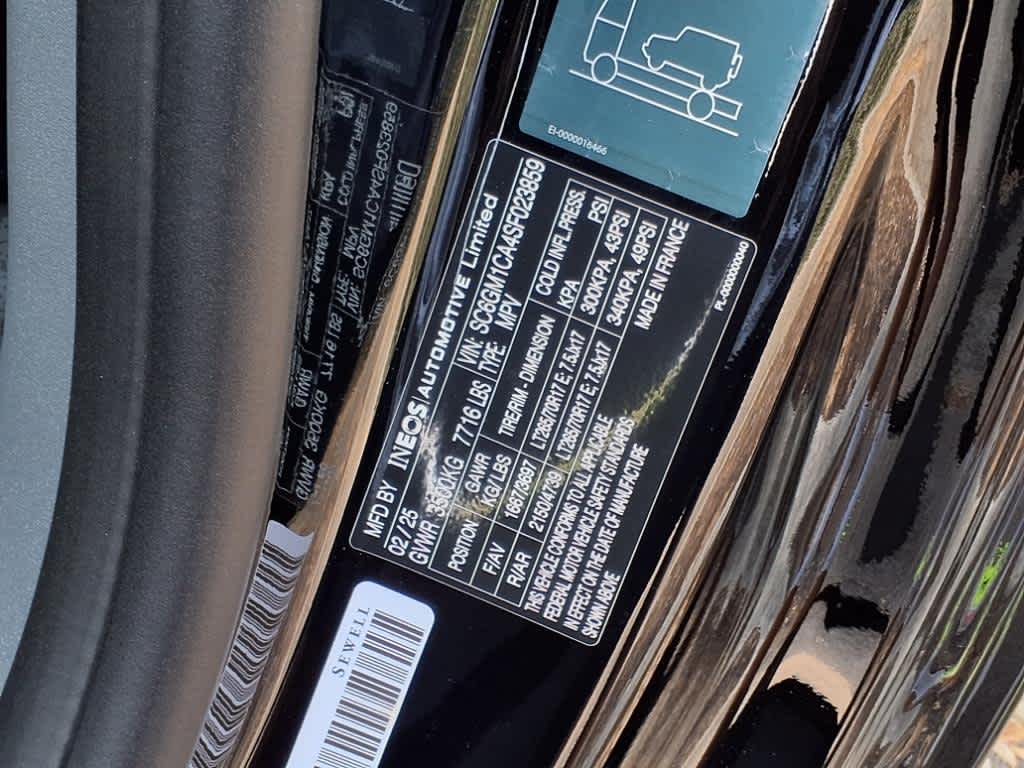 EI-0000018466
MFD BY INEOS AUTOMOTIVE Limited
02 / 25 VIN: SC6GM1CA4SF023859
GVWR 3500KG 7716 LBS TYPE: MPV
POSITION GAWR KG/LBS TIRE/RIM - DIMENSION COLD INFL.PRESS. KPA PSI
F/AV 1667/3697 LT265/70R17 E; 7.5Jx17 300KPA, 43PSI
R/AR 2150/4739 LT265/70R17 E; 7.5Jx17 340KPA, 49PSI
THIS VEHICLE CONFORMS TO ALL APPLICABLE MADE IN FRANCE
FEDERAL MOTOR VEHICLE SAFETY STANDARDS
IN EFFECT ON THE DATE OF MANUFACTURE
SHOWN ABOVE
R..0000000040
SEWELL